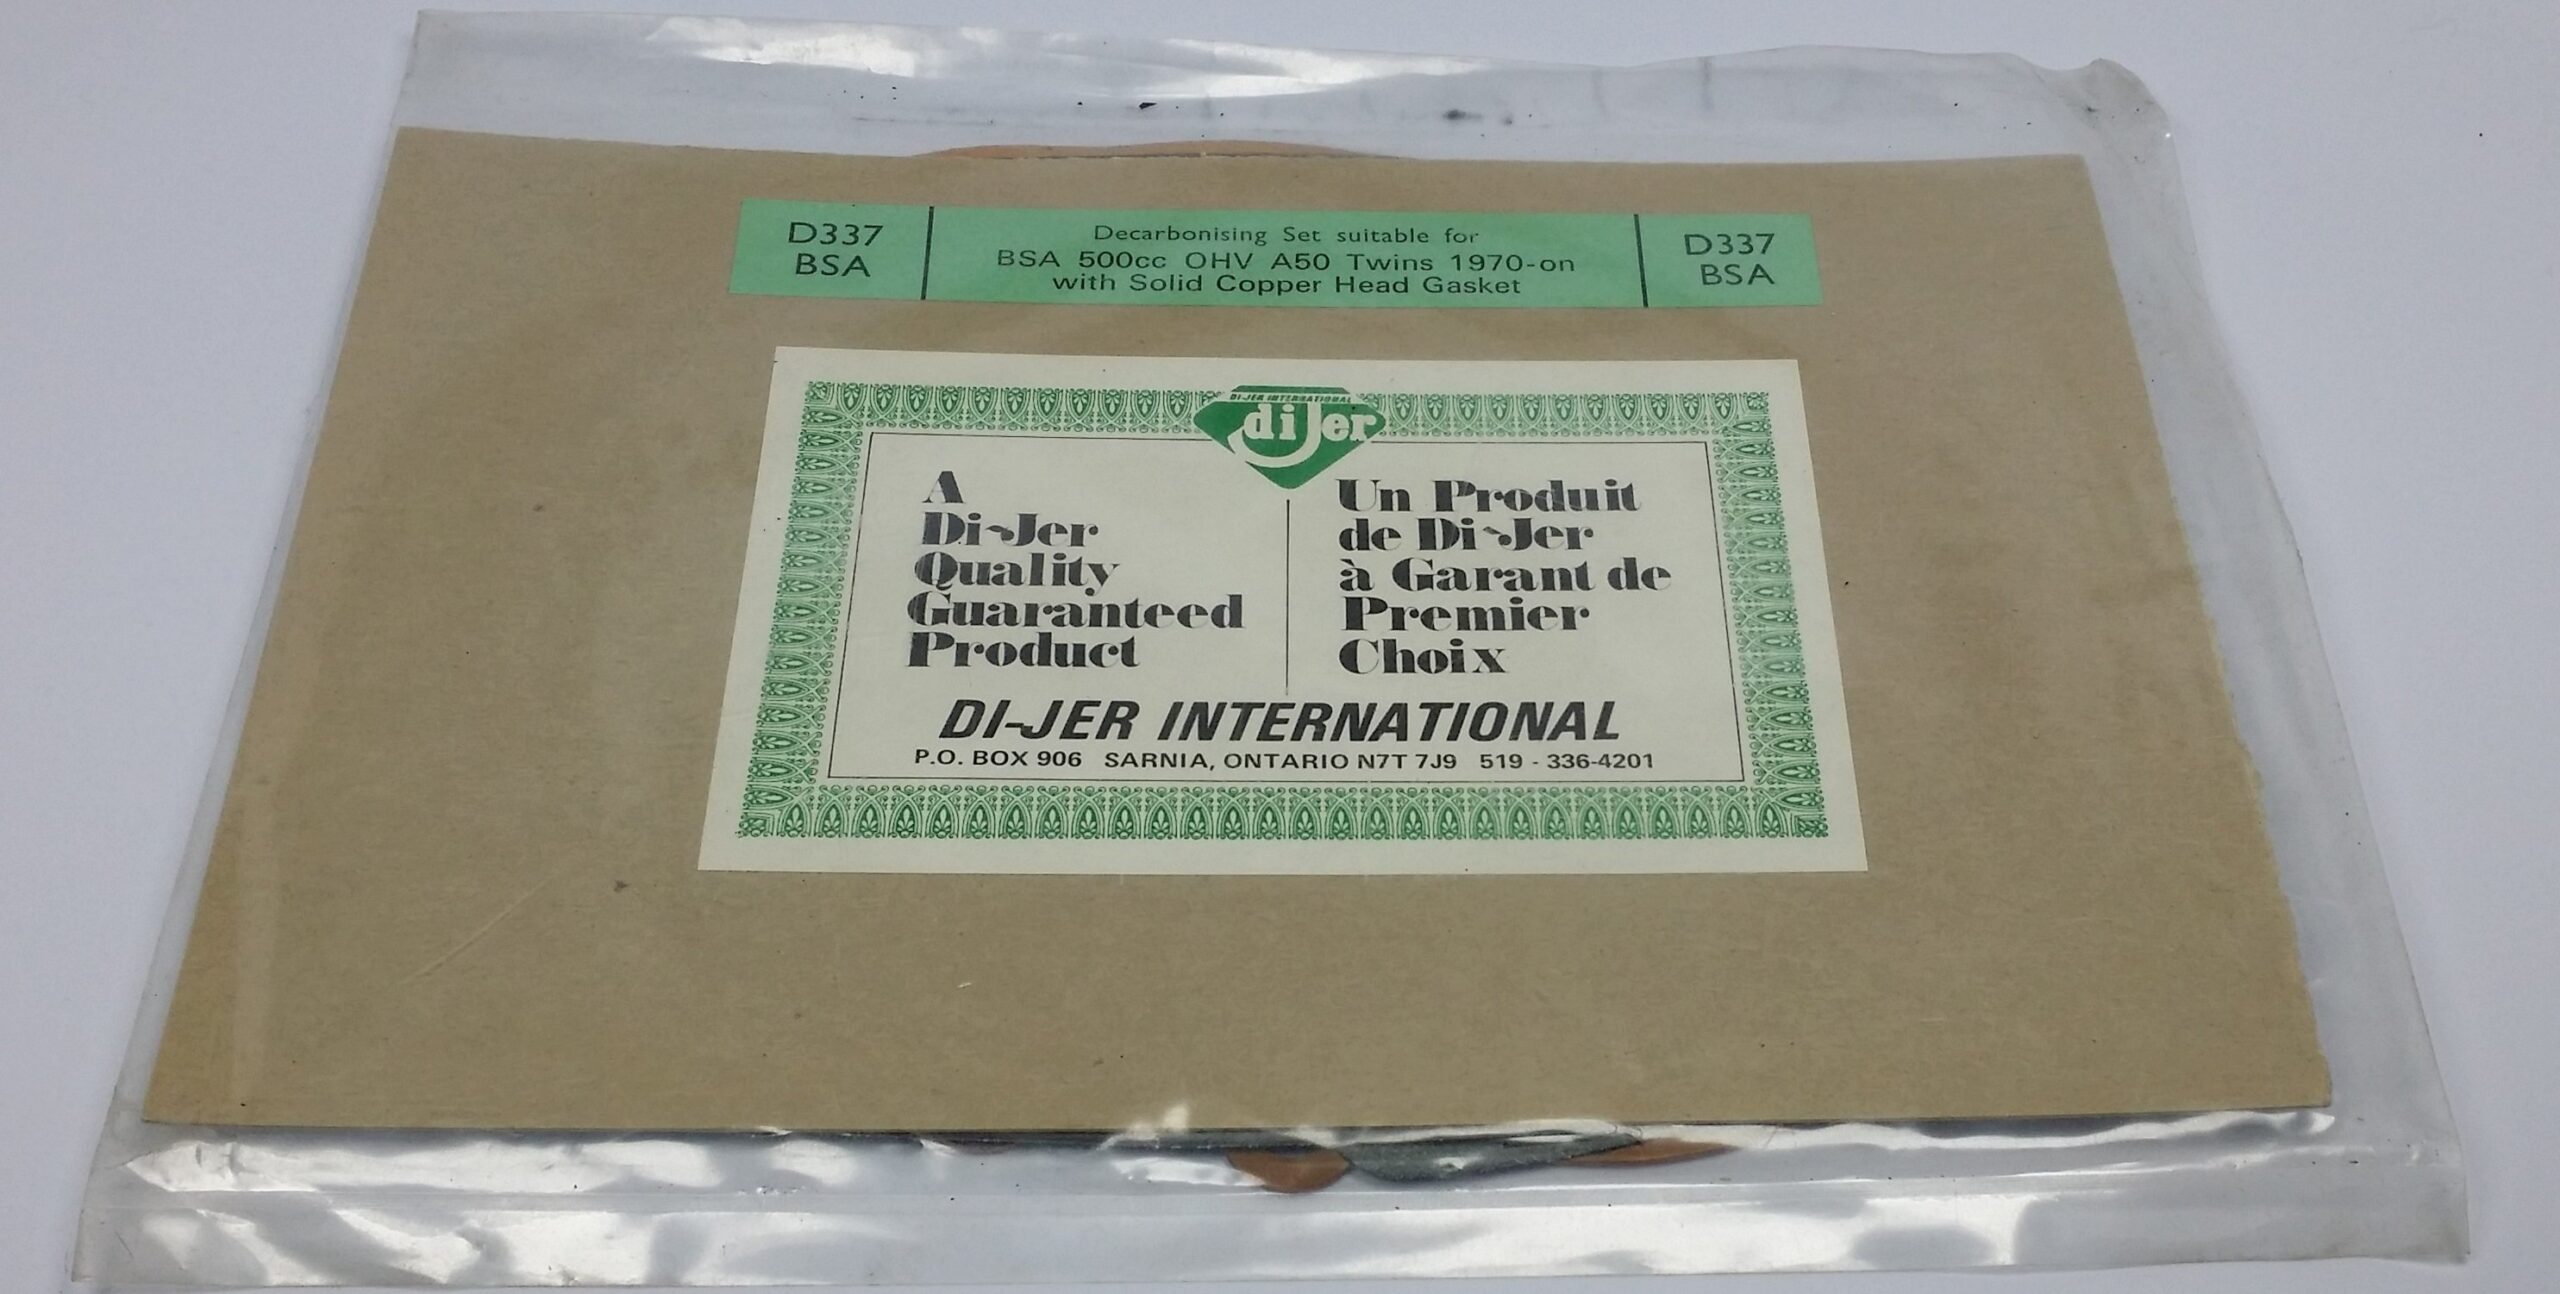 D337
BSA
Decarbonising Set suitable for
BSA 500cc OHV A50 Twins 1970-on
with Solid Copper Head Gasket
D337
BSA
DI-JER INTERNATIONAL
diJer
A
Di-Jer
Quality
Guaranteed
Product
Un Produit
de Di-Jer
à Garant de
Premier
Choix
DI-JER INTERNATIONAL
P.O. BOX 906 SARNIA, ONTARIO N7T 7J9 519 - 336-4201